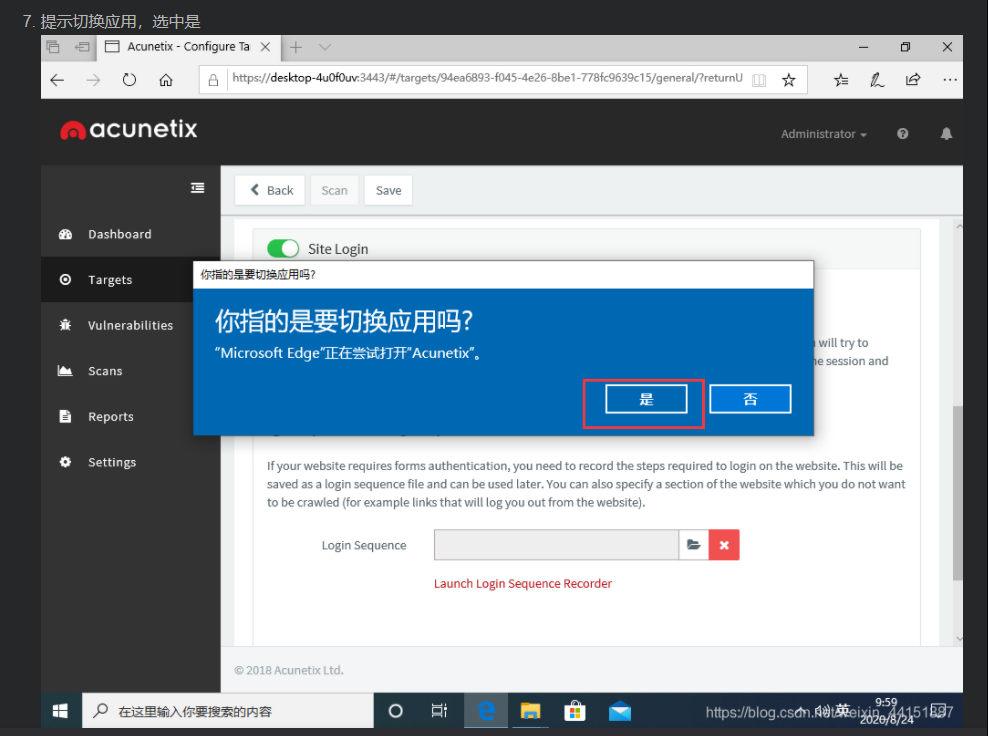 7. 提示切换应用，选中是
Acunetix - Configure Ta
https://desktop-4u0f0uv:3443/#/targets/94ea6893-f045-4e26-8be1-778fc9639c15/general/?returnU
acunetix
Administrator
Back
Scan
Save
Dashboard
Targets
Vulnerabilities
Scans
Reports
Settings
Site Login
你指的是要切换应用吗?
你指的是要切换应用吗?
"Microsoft Edge"正在尝试打开"Acunetix"。
是
否
will try to
e session and
If your website requires forms authentication, you need to record the steps required to login on the website. This will be
saved as a login sequence file and can be used later. You can also specify a section of the website which you do not want
to be crawled (for example links that will log you out from the website).
Login Sequence
Launch Login Sequence Recorder
© 2018 Acunetix Ltd.
在这里输入你要搜索的内容
英
9:59
2020/8/24